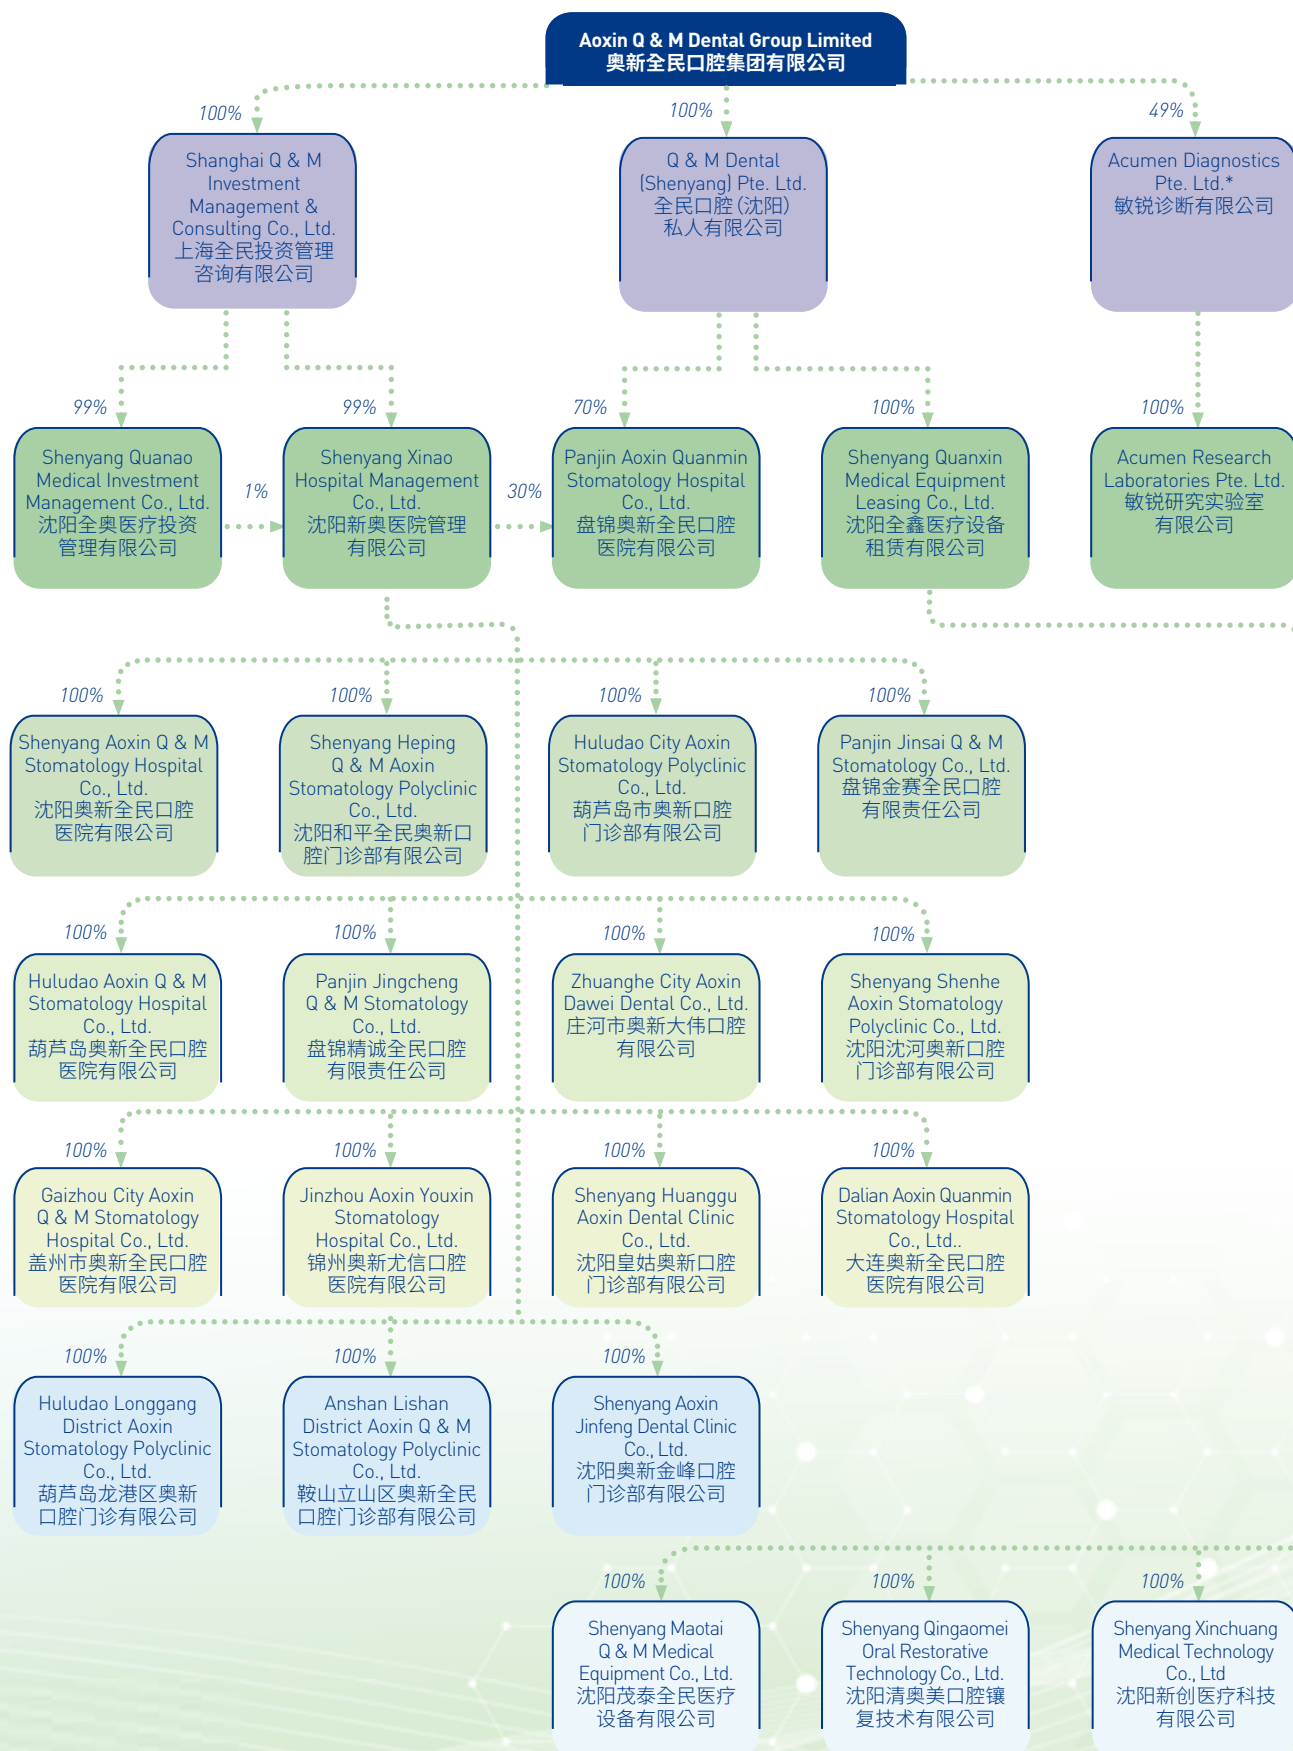 Aoxin Q & M Dental Group Limited
奥新全民口腔集团有限公司
100%
100%
49%
Shanghai Q & M
Investment
Management &
Consulting Co., Ltd.
上海全民投资管理
咨询有限公司
Q & M Dental
(Shenyang) Pte. Ltd.
全民口腔（沈阳）
私人有限公司
Acumen Diagnostics
Pte. Ltd.*
敏锐诊断有限公司
99%
99%
70%
100%
100%
Shenyang Quanao
Medical Investment
Management Co., Ltd.
沈阳全奥医疗投资
管理有限公司
1%
Shenyang Xinao
Hospital Management
Co., Ltd.
沈阳新奥医院管理
有限公司
30%
Panjin Aoxin Quanmin
Stomatology Hospital
Co., Ltd.
盘锦奥新全民口腔
医院有限公司
Shenyang Quanxin
Medical Equipment
Leasing Co., Ltd.
沈阳全鑫医疗设备
租赁有限公司
Acumen Research
Laboratories Pte. Ltd.
敏锐研究实验室
有限公司
100%
100%
100%
100%
Shenyang Aoxin Q & M
Stomatology Hospital
Co., Ltd.
沈阳奥新全民口腔
医院有限公司
Shenyang Heping
Q & M Aoxin
Stomatology Polyclinic
Co., Ltd.
沈阳和平全民奥新口
腔门诊部有限公司
Huludao City Aoxin
Stomatology Polyclinic
Co., Ltd.
葫芦岛市奥新口腔
门诊部有限公司
Panjin Jinsai Q & M
Stomatology Co., Ltd.
盘锦金赛全民口腔
有限责任公司
100%
100%
100%
100%
Huludao Aoxin Q & M
Stomatology Hospital
Co., Ltd.
葫芦岛奥新全民口腔
医院有限公司
Panjin Jingcheng
Q & M Stomatology
Co., Ltd.
盘锦精诚全民口腔
有限责任公司
Zhuanghe City Aoxin
Dawei Dental Co., Ltd.
庄河市奥新大伟口腔
有限公司
Shenyang Shenhe
Aoxin Stomatology
Polyclinic Co., Ltd.
沈阳沈河奥新口腔
门诊部有限公司
100%
100%
100%
100%
Gaizhou City Aoxin
Q & M Stomatology
Hospital Co., Ltd.
盖州市奥新全民口腔
医院有限公司
Jinzhou Aoxin Youxin
Stomatology
Hospital Co., Ltd.
锦州奥新尤信口腔
医院有限公司
Shenyang Huanggu
Aoxin Dental Clinic
Co., Ltd.
沈阳皇姑奥新口腔
门诊部有限公司
Dalian Aoxin Quanmin
Stomatology Hospital
Co., Ltd..
大连奥新全民口腔
医院有限公司
100%
100%
100%
Huludao Longgang
District Aoxin
Stomatology Polyclinic
Co., Ltd.
葫芦岛龙港区奥新
口腔门诊有限公司
Anshan Lishan
District Aoxin Q & M
Stomatology Polyclinic
Co., Ltd.
鞍山立山区奥新全民
口腔门诊部有限公司
Shenyang Aoxin
Jinfeng Dental Clinic
Co., Ltd.
沈阳奥新金峰口腔
门诊部有限公司
100%
100%
100%
Shenyang Maotai
Q & M Medical
Equipment Co., Ltd.
沈阳茂泰全民医疗
设备有限公司
Shenyang Qingaomei
Oral Restorative
Technology Co., Ltd.
沈阳清奥美口腔镶
复技术有限公司
Shenyang Xinchuang
Medical Technology
Co., Ltd
沈阳新创医疗科技
有限公司